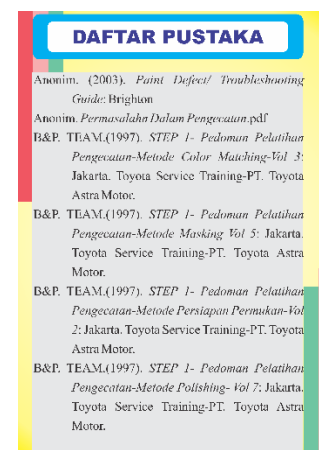 DAFTAR PUSTAKA
Anonim. (2003). Paint Defect/ Troubleshooting
Guide: Brighton
Anonim. Permasalahn Dalam Pengecatan.pdf
B&P. TEAM.(1997). STEP 1- Pedoman Pelatihan
Pengecatan-Metode Color Matching-Vol 3:
Jakarta. Toyota Service Training-PT. Toyota
Astra Motor.
B&P. TEAM.(1997). STEP 1- Pedoman Pelatihan
Pengecatan-Metode Masking Vol 5: Jakarta.
Toyota Service Training-PT. Toyota Astra
Motor.
B&P. TEAM.(1997). STEP 1- Pedoman Pelatihan
Pengecatan-Metode Persiapan Permukan-Vol
2: Jakarta. Toyota Service Training-PT. Toyota
Astra Motor.
B&P. TEAM.(1997). STEP 1- Pedoman Pelatihan
Pengecatan-Metode Polishing- Vol 7: Jakarta.
Toyota Service Training-PT. Toyota Astra
Motor.